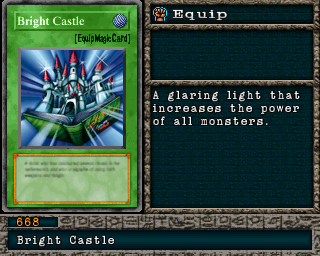 Bright Castle
[EquipMagicCard]
Equip
A glaring light that
increases the power
of all monsters.
668
Bright Castle